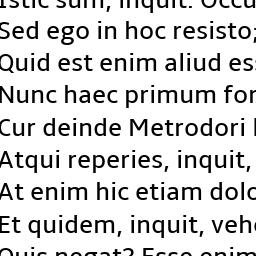 Istic sum, inquit. Occu
Sed ego in hoc resisto;
Quid est enim aliud es
Nunc haec primum for
Cur deinde Metrodori
Atqui reperies, inquit,
At enim hic etiam dolo
Et quidem, inquit, vehe
Quis negat? Esse enim